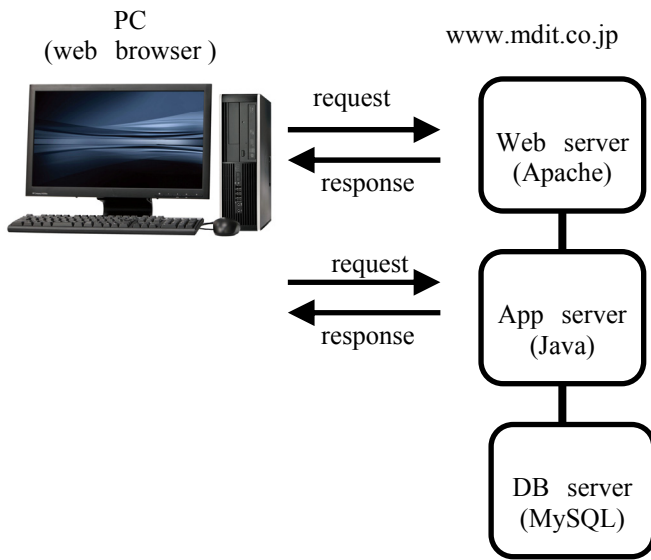 PC
(web browser )
www.mdit.co.jp
request
response
request
response
Web server
(Apache)
App server
(Java)
DB server
(MySQL)